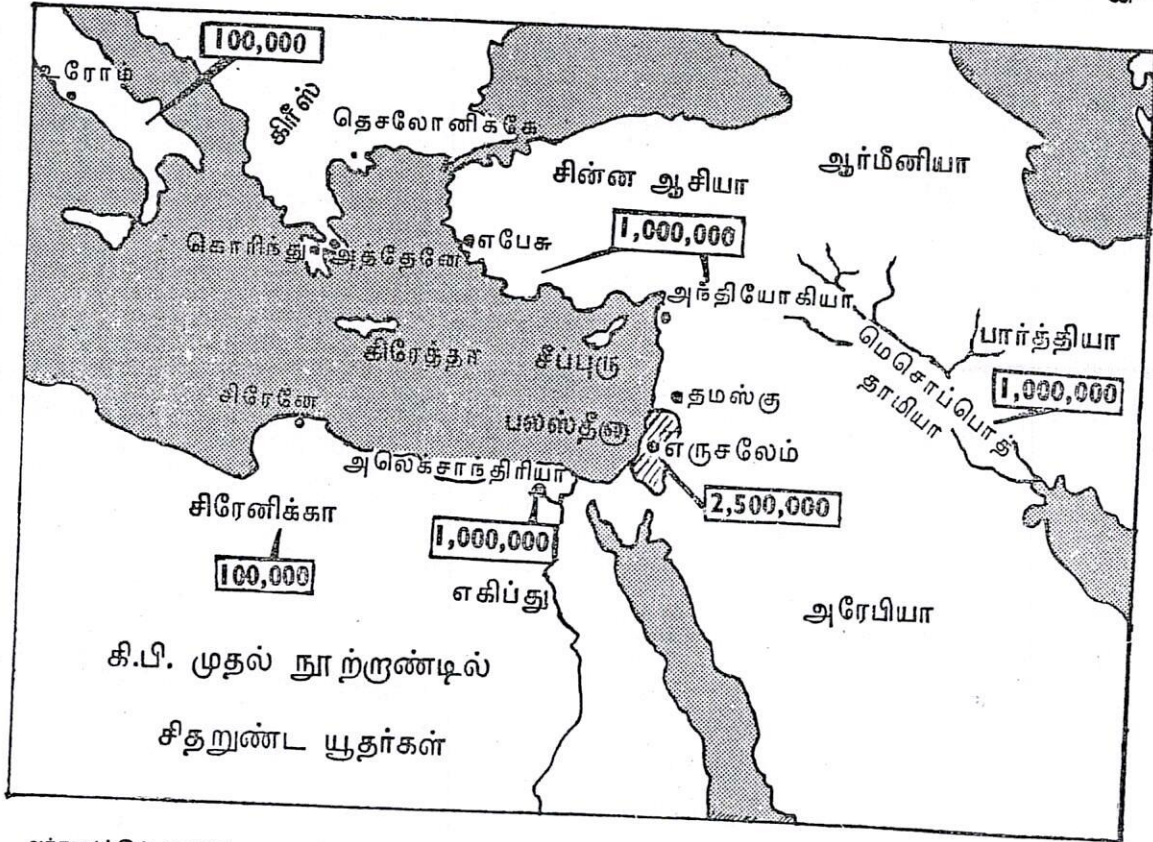 100,000
உரோம்
கிரீஸ்
தெசலோனிக்கே
ஆர்மீனியா
சின்ன ஆசியா
1,000,000
கொரிந்து
அத்தேனே
எபேசு
அந்தியோகியா
பார்த்தியா
மெசொப்பொத்
தாமியா
1,000,000
கிரேத்தா
சீப்புரு
தமஸ்கு
சிரேனே
பலஸ்தீனா
எருசலேம்
அலெக்சாந்திரியா
2,500,000
சிரேனிக்கா
1,000,000
100,000
எகிப்து
அரேபியா
கி.பி. முதல் நூற்றாண்டில்
சிதறுண்ட யூதர்கள்